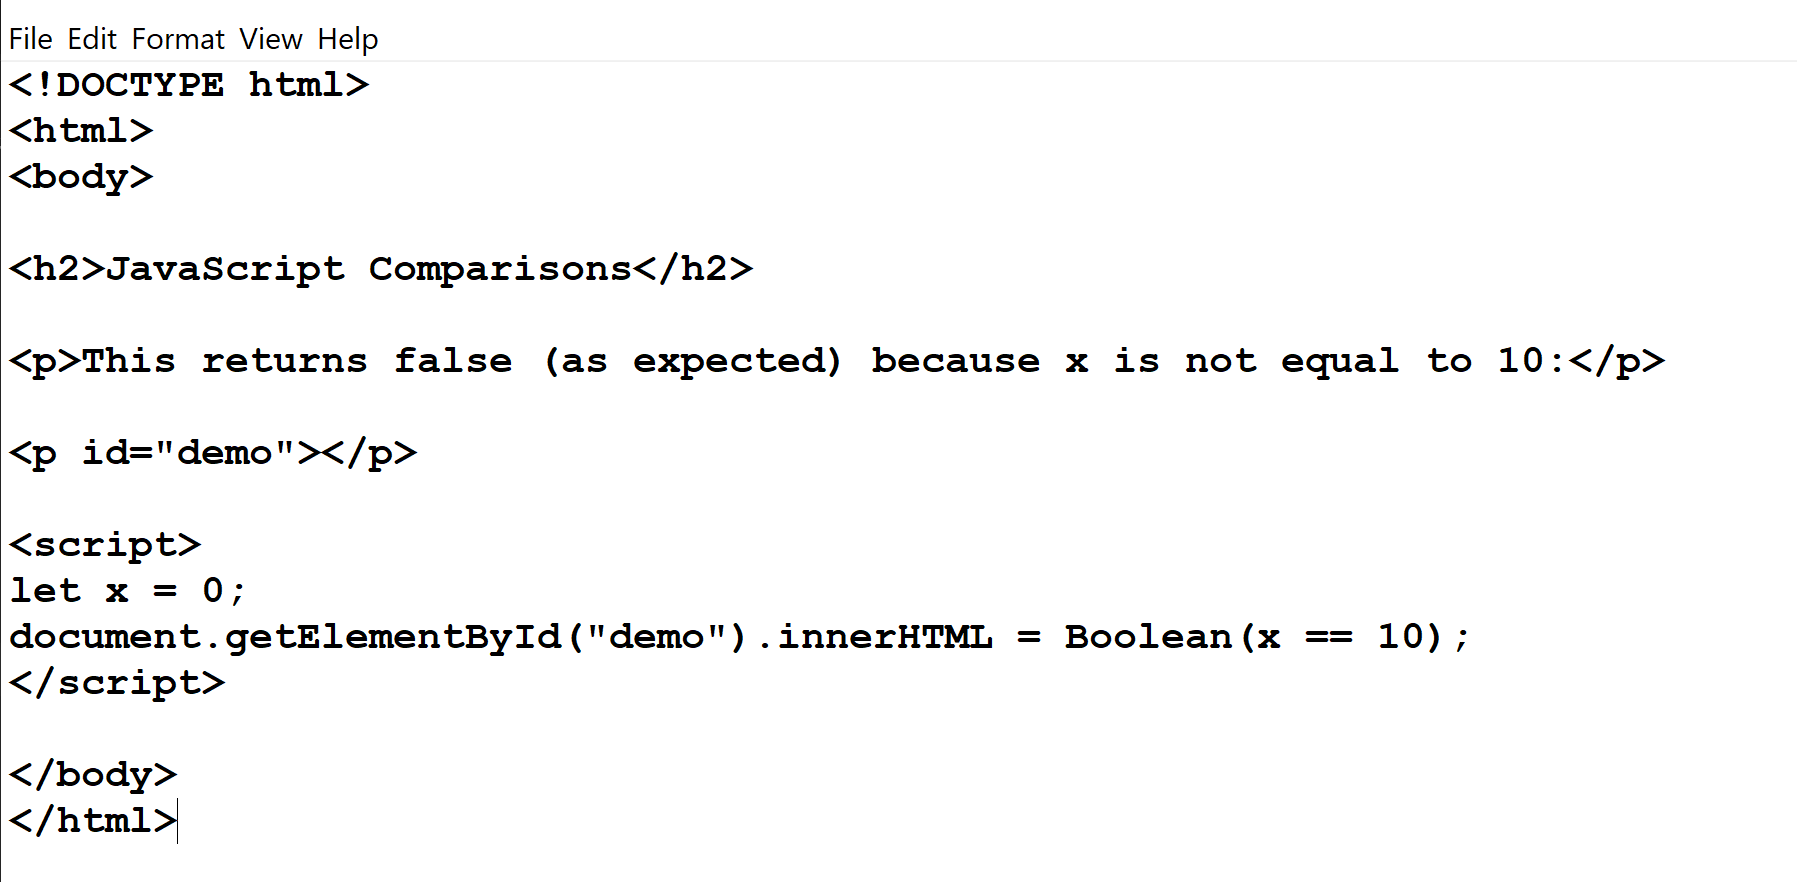 File Edit Format View Help
<!DOCTYPE html>
<html>
<body>
<h2>JavaScript Comparisons</h2>
<p>This returns false (as expected) because x is not equal to 10:</p>
<p id="demo"></p>
<script>
let x = 0;
document.getElementById("demo").innerHTML = Boolean(x == 10);
</script>
</body>
</html>